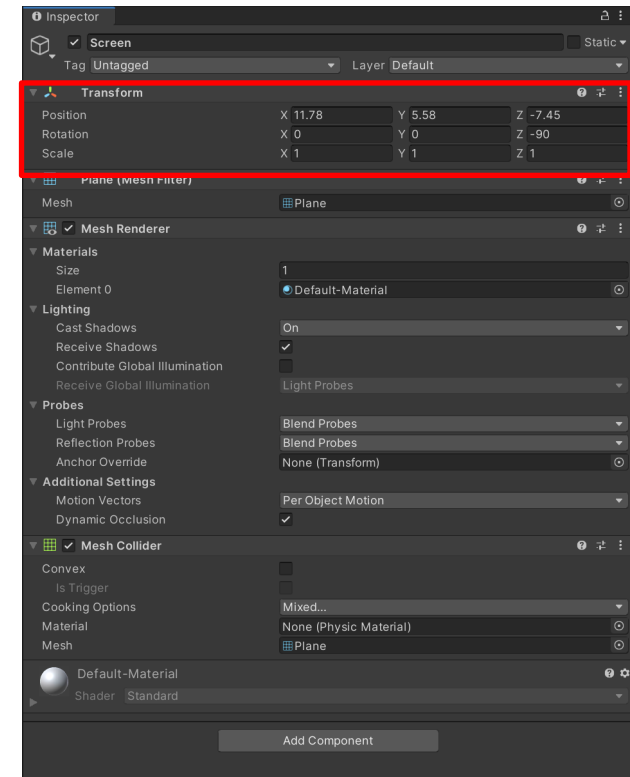 Inspector
Screen Static
Tag Untagged Layer Default
Transform
Position X 11.78 Y 5.58 Z -7.45
Rotation X 0 Y 0 Z -90
Scale X 1 Y 1 Z 1
Plane (Mesh Filter)
Mesh Plane
Mesh Renderer
Materials
Size 1
Element 0 Default-Material
Lighting
Cast Shadows On
Receive Shadows
Contribute Global Illumination
Receive Global Illumination Light Probes
Probes
Light Probes Blend Probes
Reflection Probes Blend Probes
Anchor Override None (Transform)
Additional Settings
Motion Vectors Per Object Motion
Dynamic Occlusion
Mesh Collider
Convex
Is Trigger
Cooking Options Mixed...
Material None (Physic Material)
Mesh Plane
Default-Material
Shader Standard
Add Component